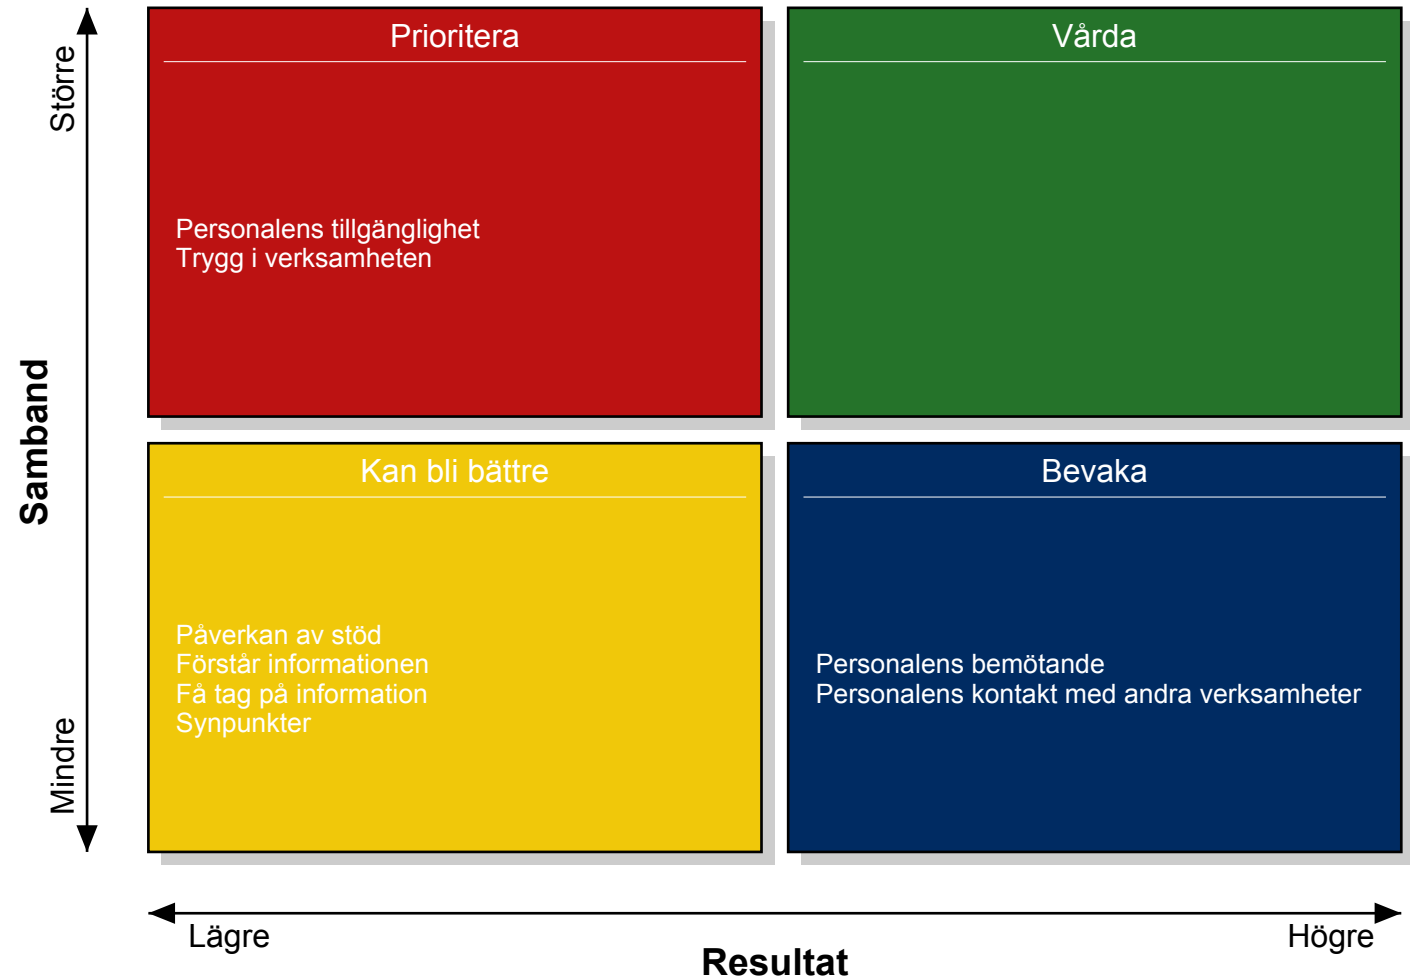 Större
Samband
Mindre
Prioritera
Personalens tillgänglighet
Trygg i verksamheten
Vårda
Kan bli bättre
Påverkan av stöd
Förstår informationen
Få tag på information
Synpunkter
Bevaka
Personalens bemötande
Personalens kontakt med andra verksamheter
Lägre
Resultat
Högre